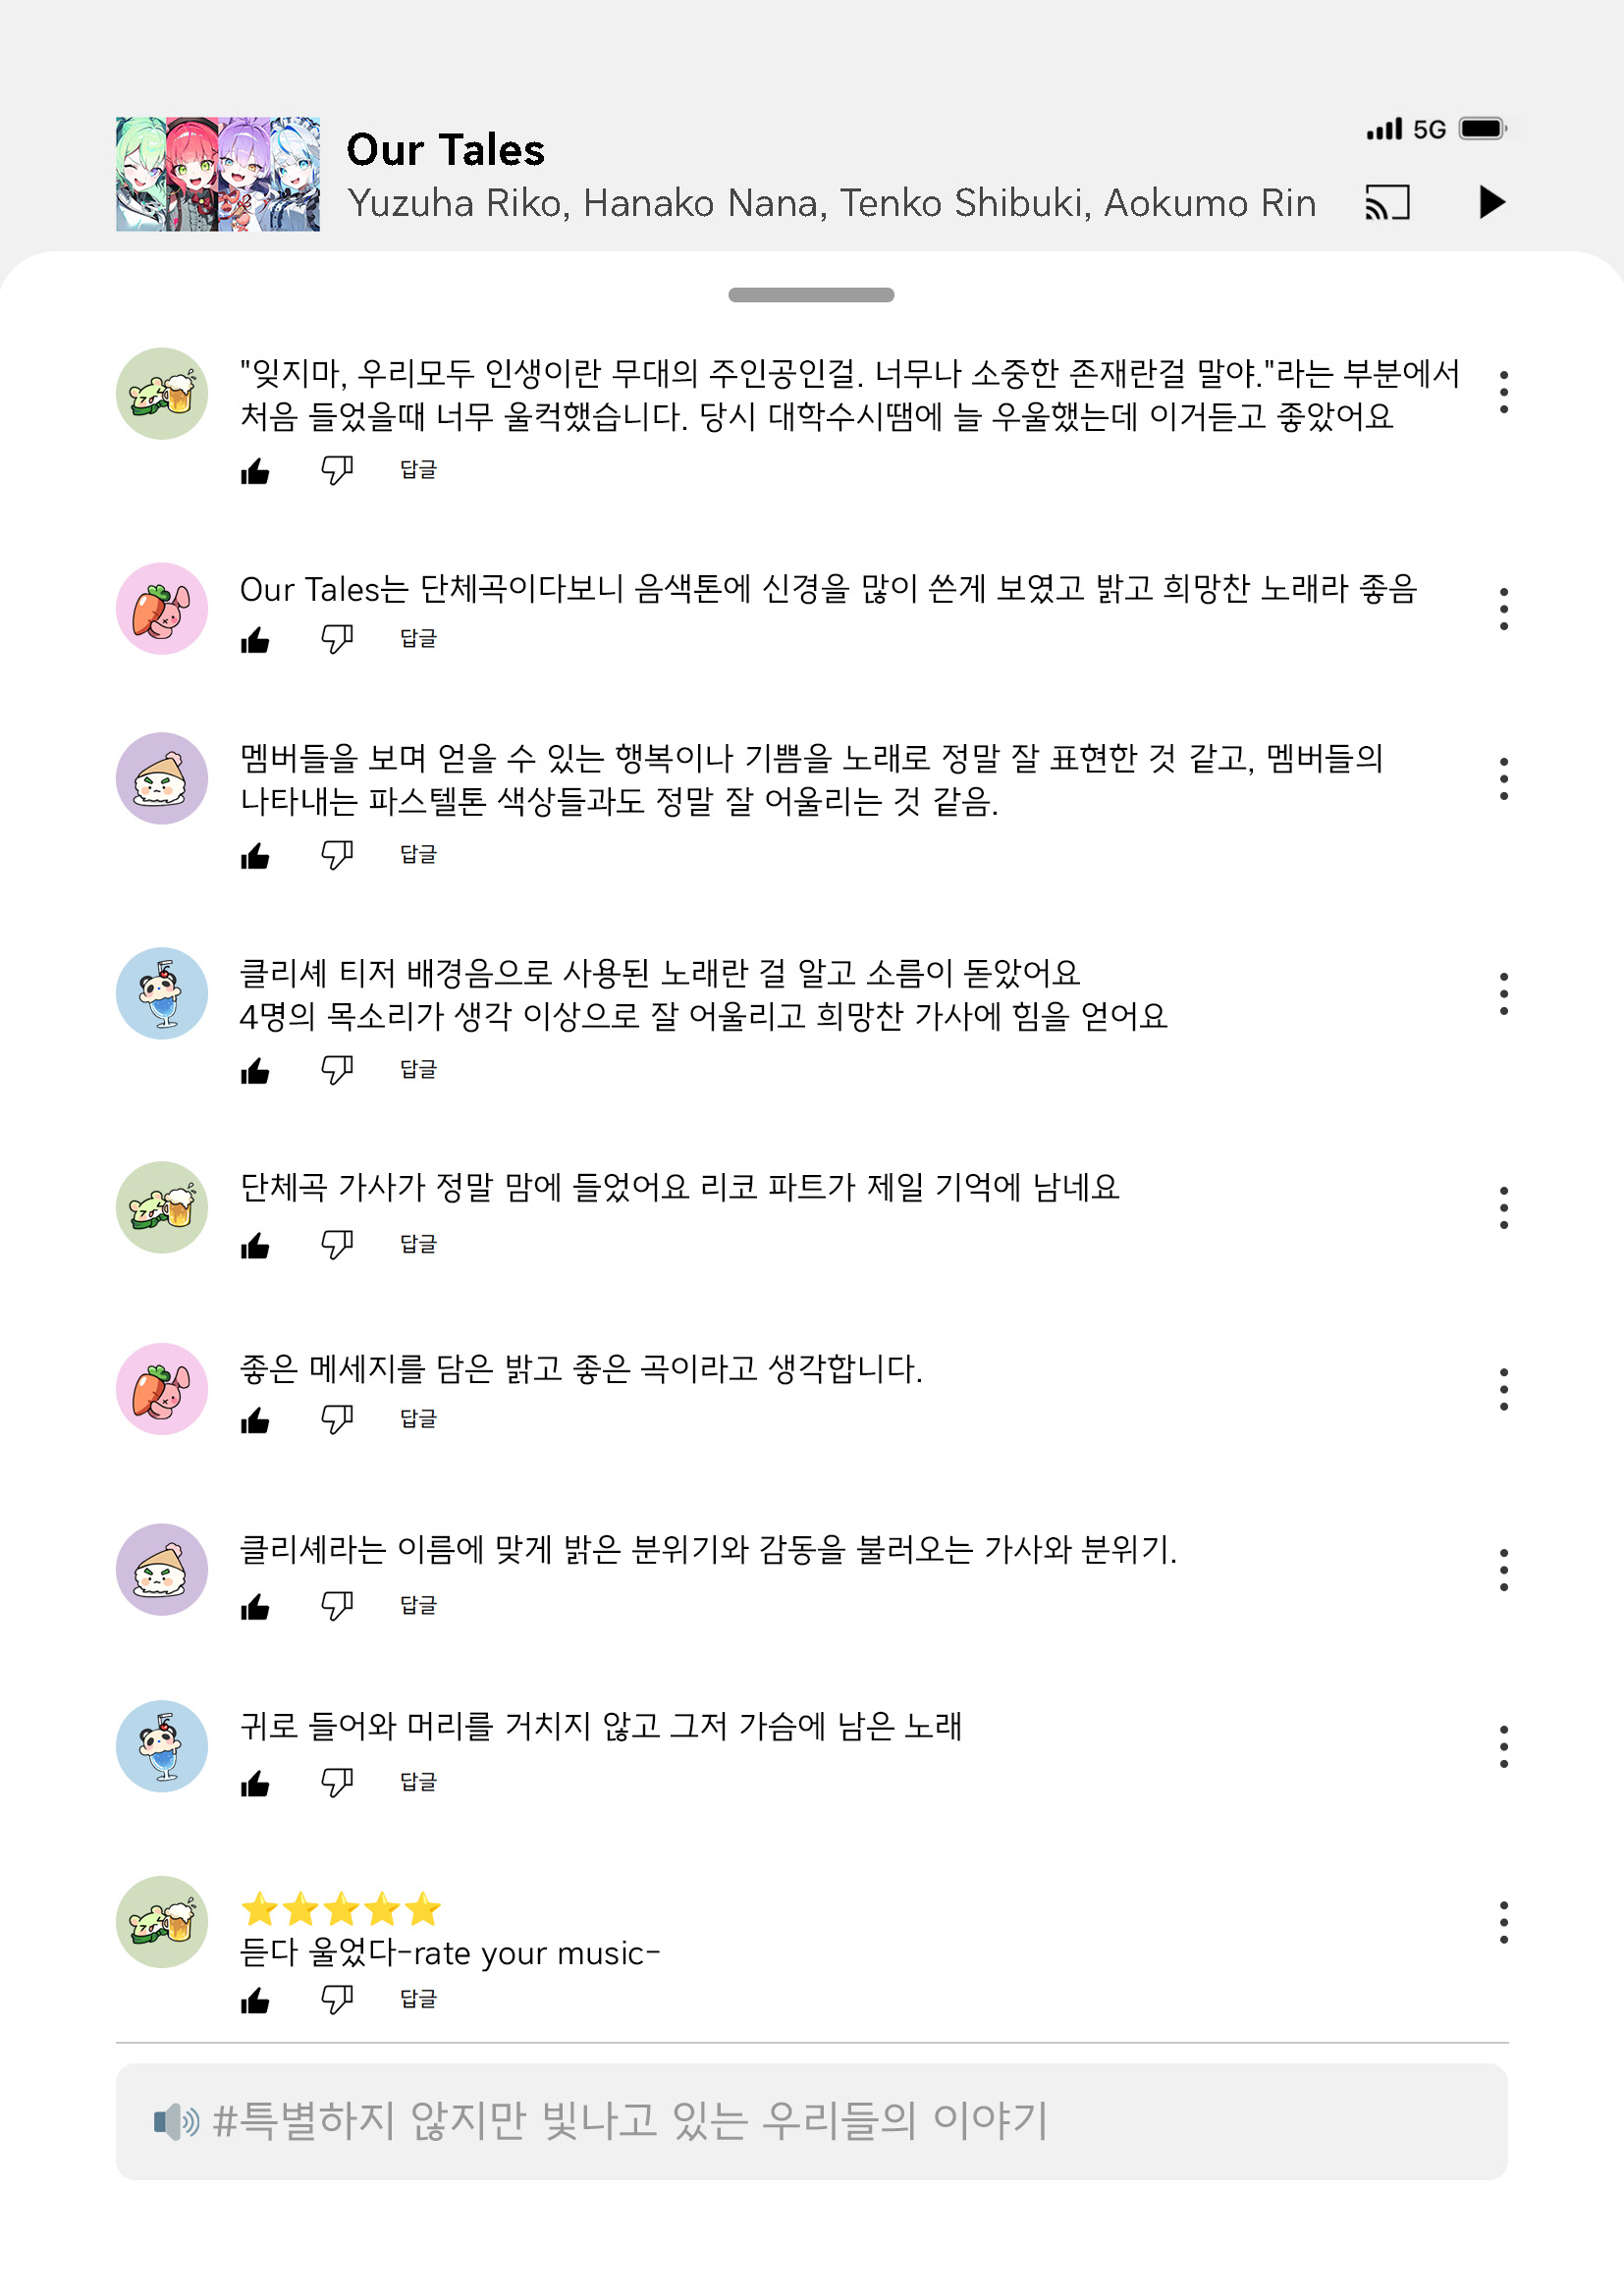 Our Tales
5G
Yuzuha Riko, Hanako Nana, Tenko Shibuki, Aokumo Rin
"잊지마, 우리모두 인생이란 무대의 주인공인걸. 너무나 소중한 존재란걸 말야."라는 부분에서
처음 들었을때 너무 울컥했습니다. 당시 대학수시땜에 늘 우울했는데 이거듣고 좋았어요
답글
Our Tales는 단체곡이다보니 음색톤에 신경을 많이 쓴게 보였고 밝고 희망찬 노래라 좋음
답글
멤버들을 보며 얻을 수 있는 행복이나 기쁨을 노래로 정말 잘 표현한 것 같고, 멤버들의
나타내는 파스텔톤 색상들과도 정말 잘 어울리는 것 같음.
답글
클리셰 티저 배경음으로 사용된 노래란 걸 알고 소름이 돋았어요
4명의 목소리가 생각 이상으로 잘 어울리고 희망찬 가사에 힘을 얻어요
답글
단체곡 가사가 정말 맘에 들었어요 리코 파트가 제일 기억에 남네요
답글
좋은 메세지를 담은 밝고 좋은 곡이라고 생각합니다.
답글
클리셰라는 이름에 맞게 밝은 분위기와 감동을 불러오는 가사와 분위기.
답글
귀로 들어와 머리를 거치지 않고 그저 가슴에 남은 노래
답글
⭐⭐⭐⭐⭐
듣다 울었다-rate your music-
답글
🔊 #특별하지 않지만 빛나고 있는 우리들의 이야기